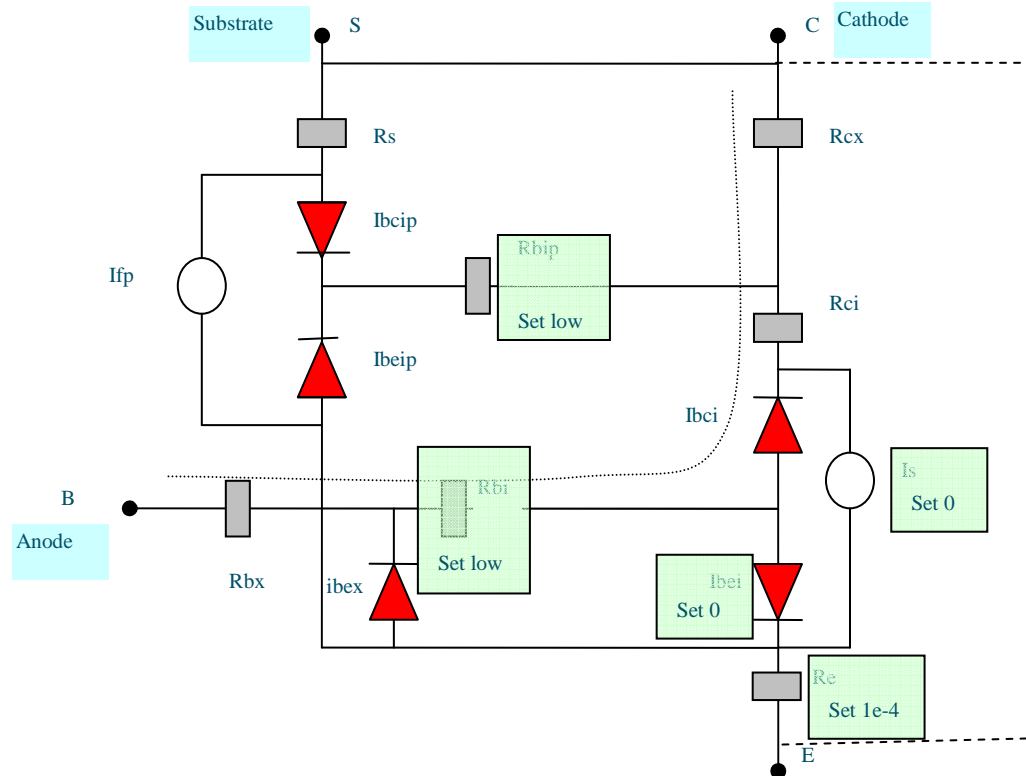 Substrate
S
C
Cathode
Rs
Rcx
Ibcip
Rbip
Ifp
Set low
Rci
Ibeip
Ibci
B
Rbi
Is
Set 0
Anode
Set low
Rbx
ibex
Ibei
Set 0
Re
Set 1e-4
E